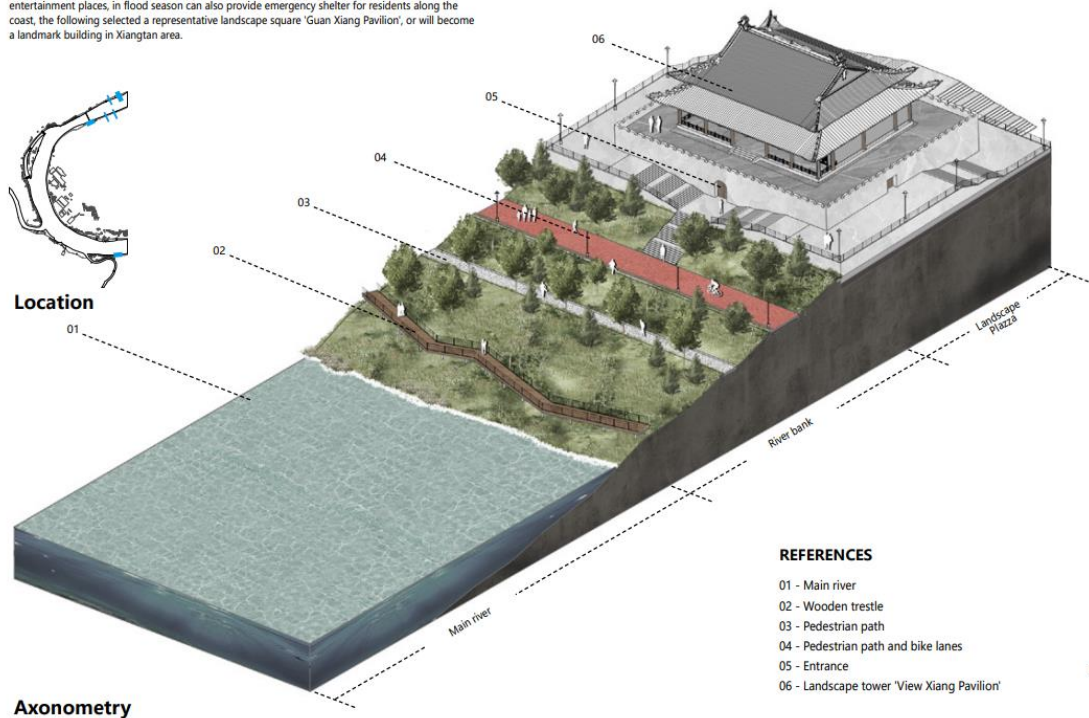 entertainment places, in flood season can also provide emergency shelter for residents along the
coast, the following selected a representative landscape square 'Guan Xiang Pavilion', or will become
a landmark building in Xiangtan area.
06
05
04
03
02
Location
01
Landscape
Plazza
River bank
Main river
REFERENCES
01 - Main river
02 - Wooden trestle
03 - Pedestrian path
04 - Pedestrian path and bike lanes
05 - Entrance
06 - Landscape tower 'View Xiang Pavilion'
Axonometry